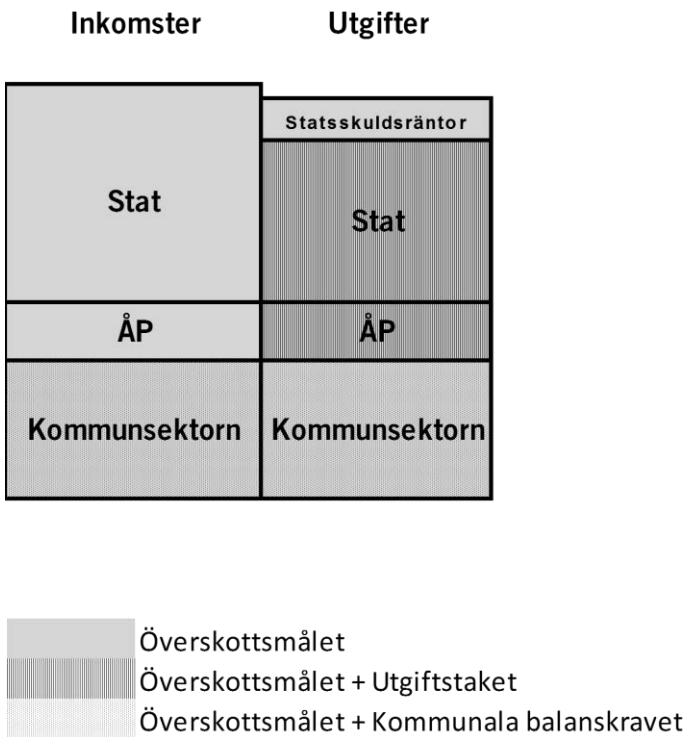 Inkomster Utgifter
Statsskuldsräntor
Stat Stat
ÅP ÅP
Kommunsektorn Kommunsektorn
Överskottsmålet
Överskottsmålet + Utgiftstaket
Överskottsmålet + Kommunala balanskravet